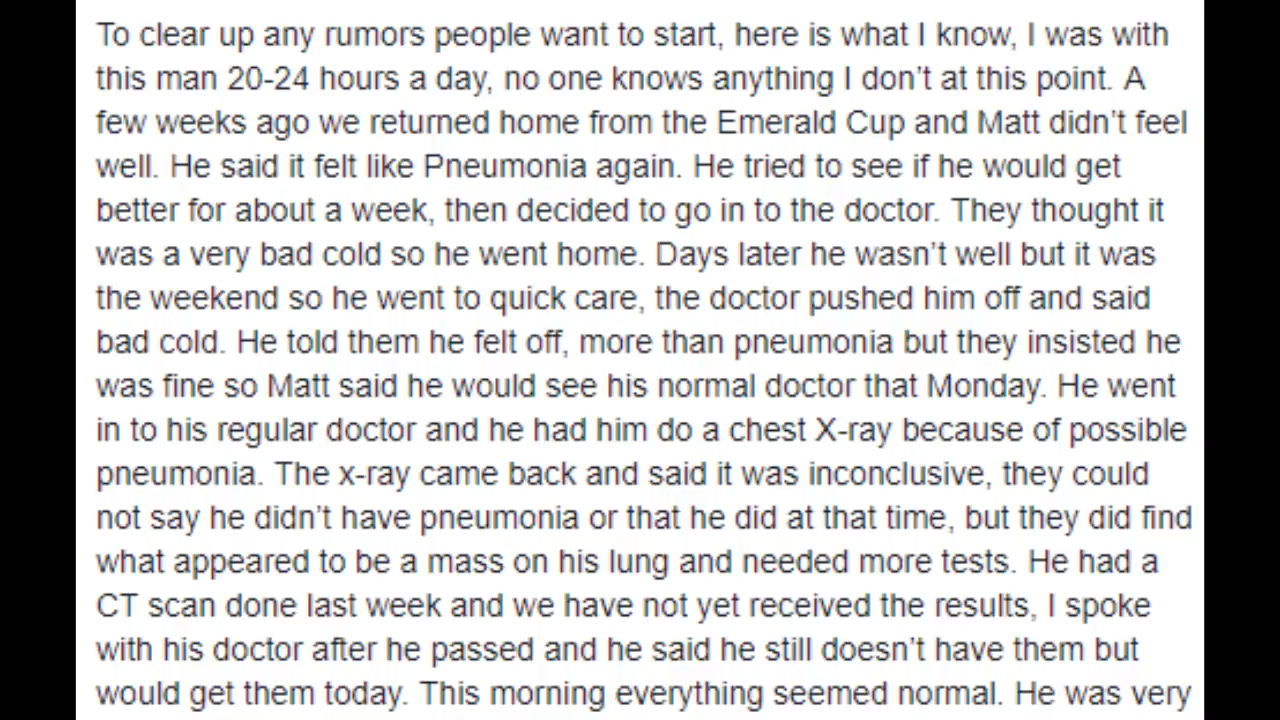 To clear up any rumors people want to start, here is what I know, I was with
this man 20-24 hours a day, no one knows anything I don’t at this point. A
few weeks ago we returned home from the Emerald Cup and Matt didn’t feel
well. He said it felt like Pneumonia again. He tried to see if he would get
better for about a week, then decided to go in to the doctor. They thought it
was a very bad cold so he went home. Days later he wasn’t well but it was
the weekend so he went to quick care, the doctor pushed him off and said
bad cold. He told them he felt off, more than pneumonia but they insisted he
was fine so Matt said he would see his normal doctor that Monday. He went
in to his regular doctor and he had him do a chest X-ray because of possible
pneumonia. The x-ray came back and said it was inconclusive, they could
not say he didn’t have pneumonia or that he did at that time, but they did find
what appeared to be a mass on his lung and needed more tests. He had a
CT scan done last week and we have not yet received the results, I spoke
with his doctor after he passed and he said he still doesn’t have them but
would get them today. This morning everything seemed normal. He was very